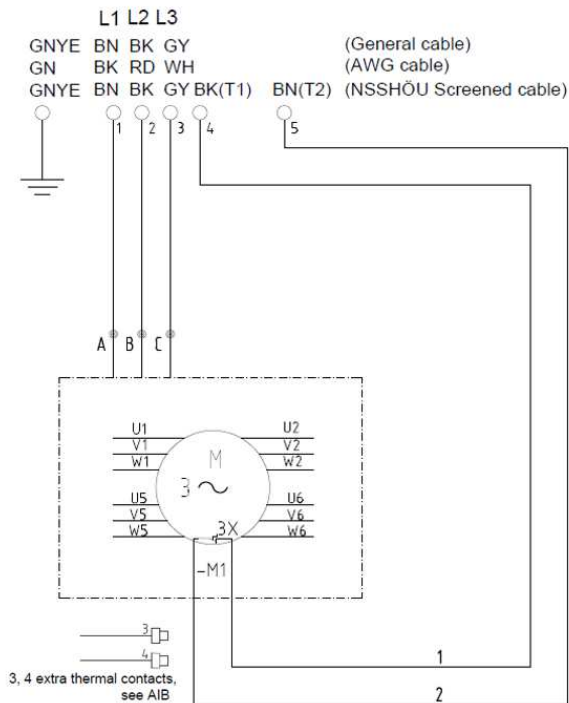 L1 L2 L3
GNYE BN BK GY (General cable)
GN BK RD WH (AWG cable)
GNYE BN BK GY BK(T1) BN(T2) (NSSHÖU Screened cable)
1 2 3 4 5
A B C
U1 U2
V1 V2
W1 M W2
3
U5 U6
V5 V6
W5 3X W6
-M1
3
4
1
3, 4 extra thermal contacts,
see AIB
2